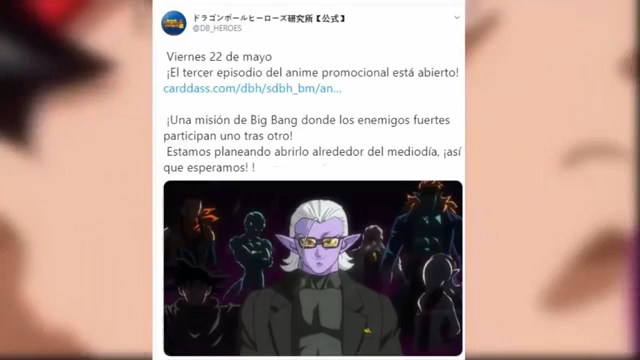 ドラゴンボールヒーローズ研究所【公式】
@DB_HEROES
Viernes 22 de mayo
¡El tercer episodio del anime promocional está abierto!
carddass.com/dbh/sdbh_bm/an...
¡Una misión de Big Bang donde los enemigos fuertes
participan uno tras otro!
Estamos planeando abrirlo alrededor del mediodía, ¡así
que esperamos! !